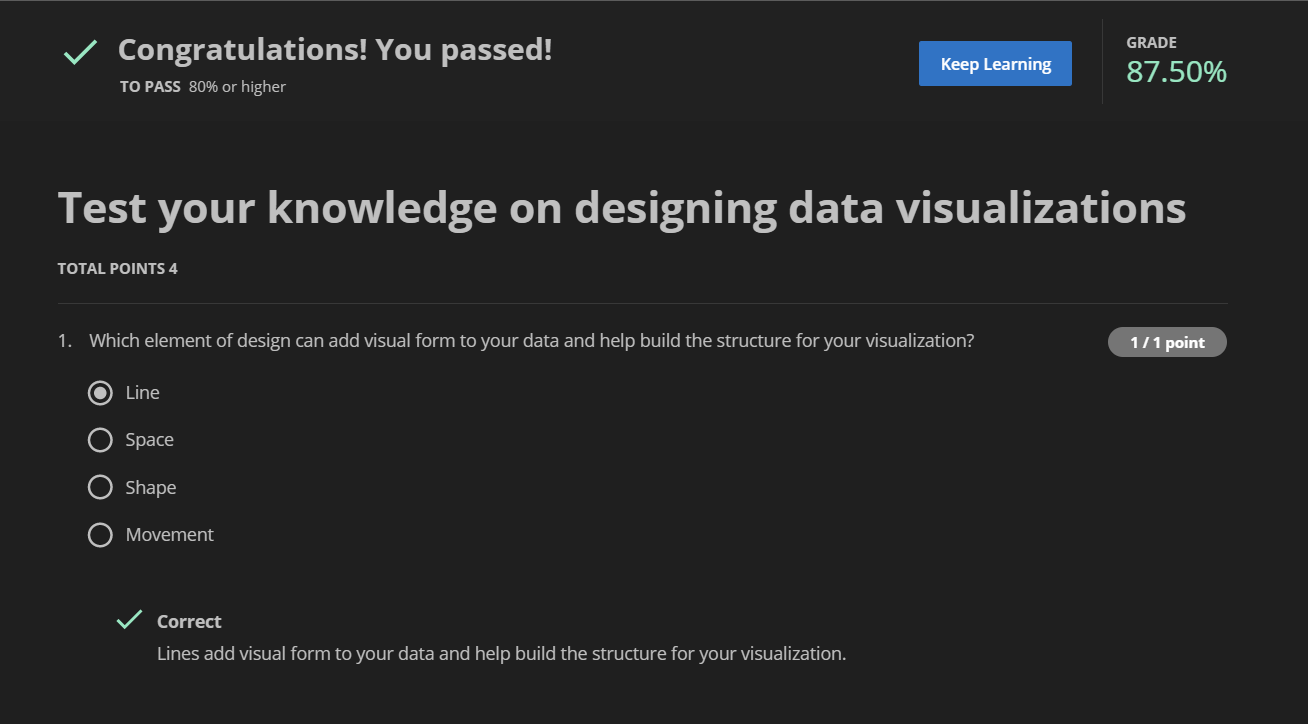 Congratulations! You passed!
TO PASS 80% or higher
Keep Learning
GRADE
87.50%
Test your knowledge on designing data visualizations
TOTAL POINTS 4
1. Which element of design can add visual form to your data and help build the structure for your visualization?
1 / 1 point
Line
Space
Shape
Movement
Correct
Lines add visual form to your data and help build the structure for your visualization.